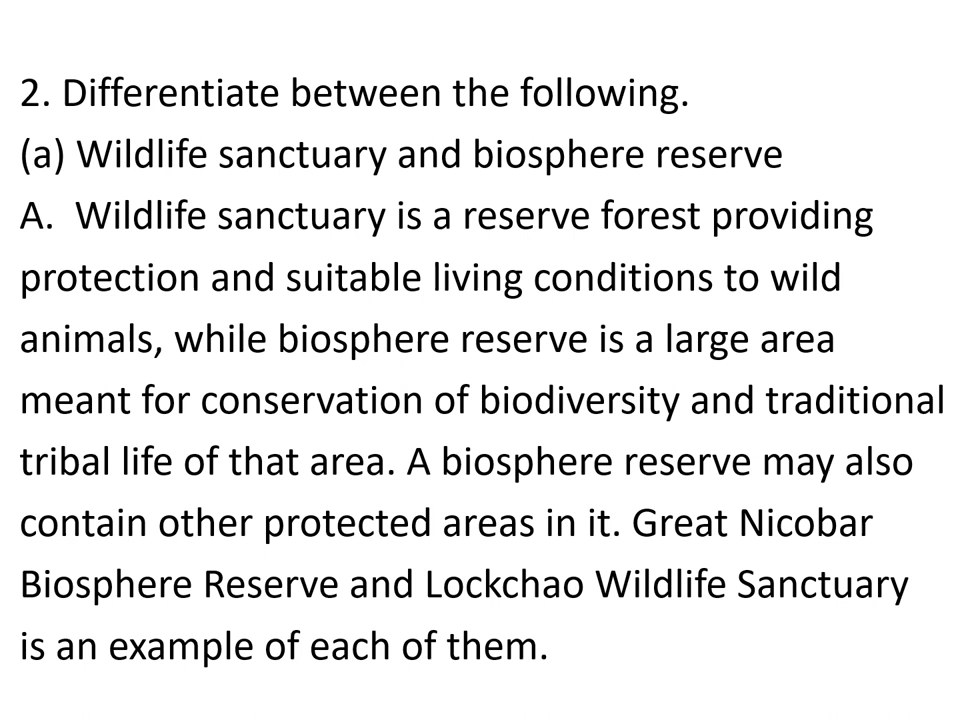 2. Differentiate between the following.
(a) Wildlife sanctuary and biosphere reserve
A. Wildlife sanctuary is a reserve forest providing
protection and suitable living conditions to wild
animals, while biosphere reserve is a large area
meant for conservation of biodiversity and traditional
tribal life of that area. A biosphere reserve may also
contain other protected areas in it. Great Nicobar
Biosphere Reserve and Lockchao Wildlife Sanctuary
is an example of each of them.